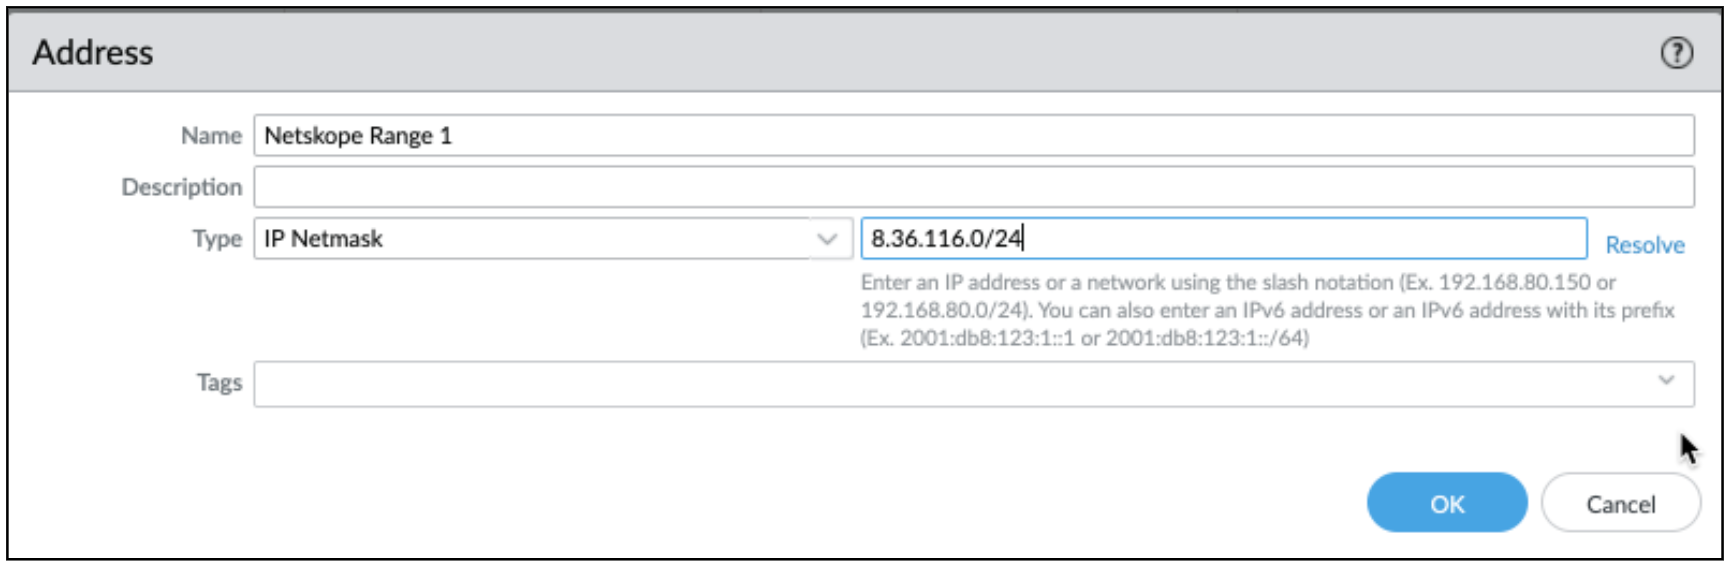 Address
?
Name Netskope Range 1
Description
Type IP Netmask 8.36.116.0/24 Resolve
Enter an IP address or a network using the slash notation (Ex. 192.168.80.150 or
192.168.80.0/24). You can also enter an IPv6 address or an IPv6 address with its prefix
(Ex. 2001:db8:123:1::1 or 2001:db8:123:1::/64)
Tags
OK Cancel